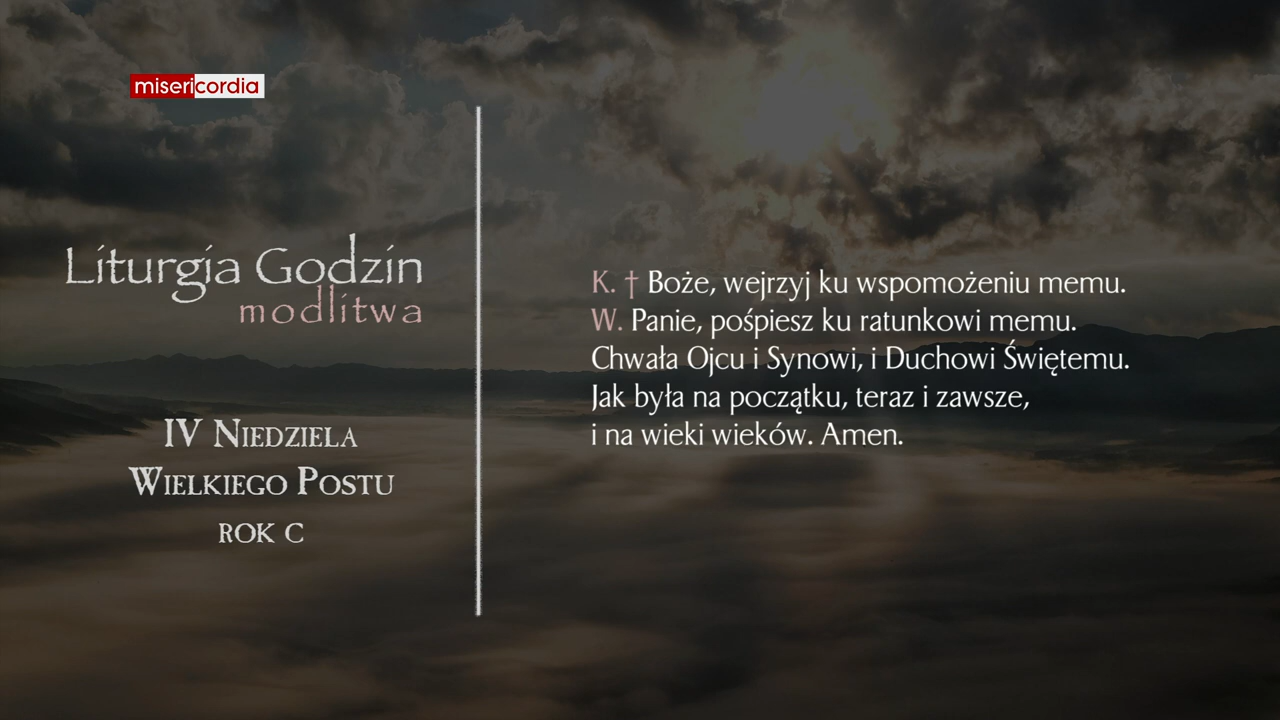 misericordia
Liturgia Godzin
modlitwa
IV Niedziela
Wielkiego Postu
rok C
K. † Boże, wejrzyj ku wspomożeniu memu.
W. Panie, pośpiesz ku ratunkowi memu.
Chwała Ojcu i Synowi, i Duchowi Świętemu.
Jak była na początku, teraz i zawsze,
i na wieki wieków. Amen.